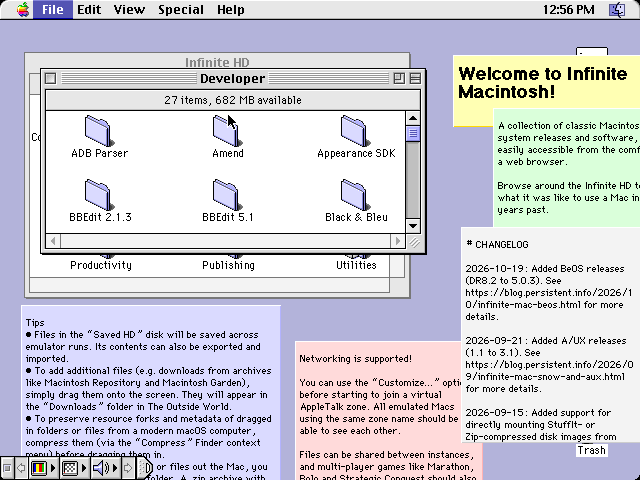 File Edit View Special Help 12:56 PM
Infinite HD
Developer
27 items, 682 MB available
ADB Parser
Amend
Appearance SDK
BBEdit 2.1.3
BBEdit 5.1
Black & Bleu
Productivity
Publishing
Utilities
Welcome to Infinite
Macintosh!
A collection of classic Macintos
system releases and software,
easily accessible from the comf
a web browser.
Browse around the Infinite HD t
what it was like to use a Mac in
years past.
# CHANGELOG
2026-10-19: Added BeOS releases
(DR8.2 to 5.0.3). See
https://blog.persistent.info/2026/1
0/infinite-mac-beos.html for more
details.
2026-09-21: Added A/UX releases
(1.1 to 3.1). See
https://blog.persistent.info/2026/0
9/infinite-mac-snow-and-aux.html
for more details.
2026-09-15: Added support for
directly mounting StuffIt- or
Zip-compressed disk images from
Trash
Tips
● Files in the “Saved HD” disk will be saved across
emulator runs. Its contents can also be exported and
imported.
● To add additional files (e.g. downloads from archives
like Macintosh Repository and Macintosh Garden),
simply drag them onto the screen. They will appear
in the “Downloads” folder in The Outside World.
● To preserve resource forks and metadata of dragged
in folders or files from a modern macOS computer,
compress them (via the “Compress” Finder context
menu) before dragging them in.
or files out the Mac, you
folder. A .zip archive with
Networking is supported!
You can use the “Customize...” optio
before starting to join a virtual
AppleTalk zone. All emulated Macs
using the same zone name should be
able to see each other.
Files can be shared between instances,
and multi-player games like Marathon,
Bolo and Strategic Conquest should also